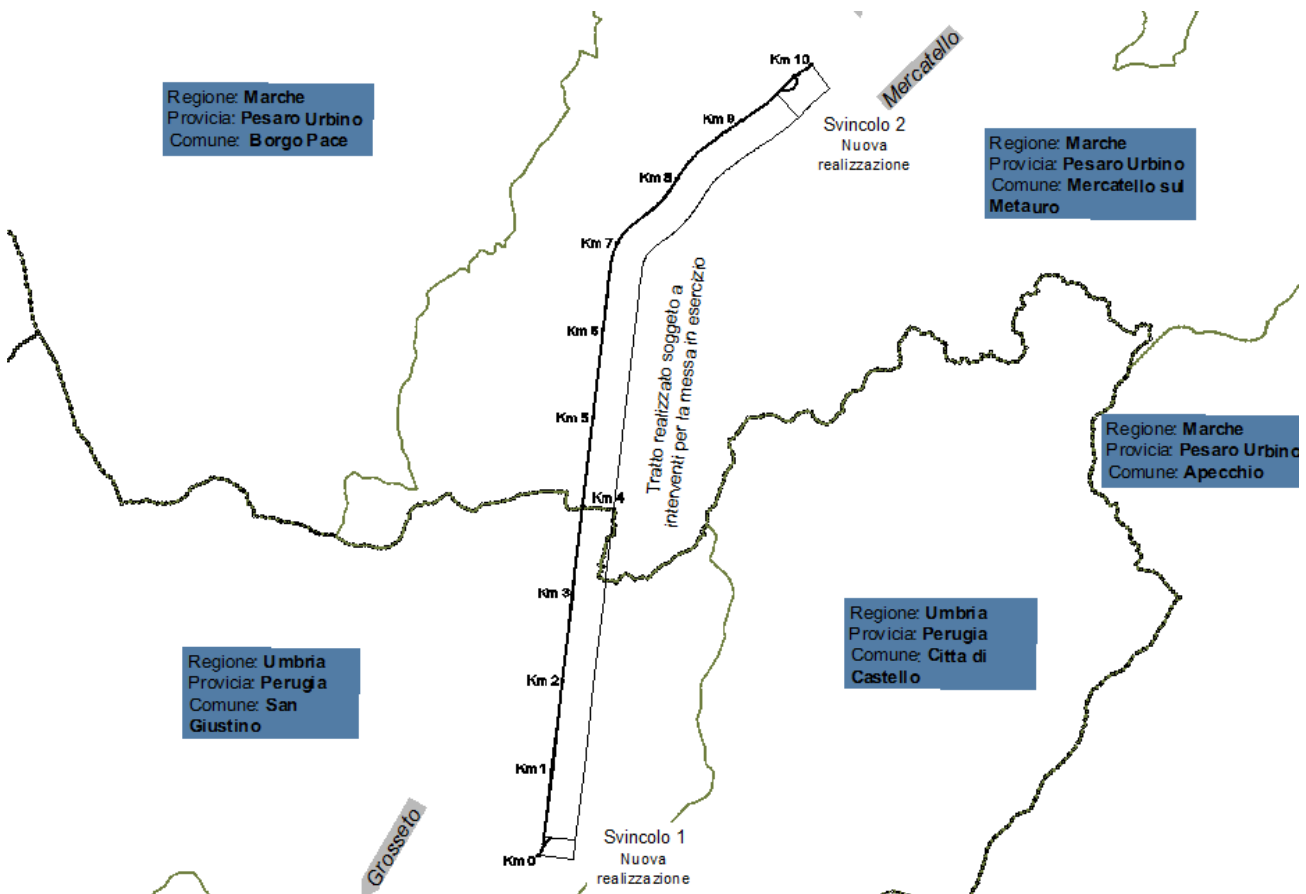 Km 10
Mercatello
Regione: Marche
Provicia: Pesaro Urbino
Comune: Borgo Pace
Km 9
Svincolo 2
Nuova
realizzazione
Regione: Marche
Provicia: Pesaro Urbino
Comune: Mercatello sul
Metauro
Km 8
Km 7
Tratto realizzato soggeto a
interventi per la messa in esercizio
Km 6
Km 5
Regione: Marche
Provicia: Pesaro Urbino
Comune: Apecchio
Km 4
Km 3
Regione: Umbria
Provicia: Perugia
Comune: Citta di
Castello
Regione: Umbria
Provicia: Perugia
Comune: San
Giustino
Km 2
Km 1
Grosseto
Svincolo 1
Nuova
realizzazione
Km 0